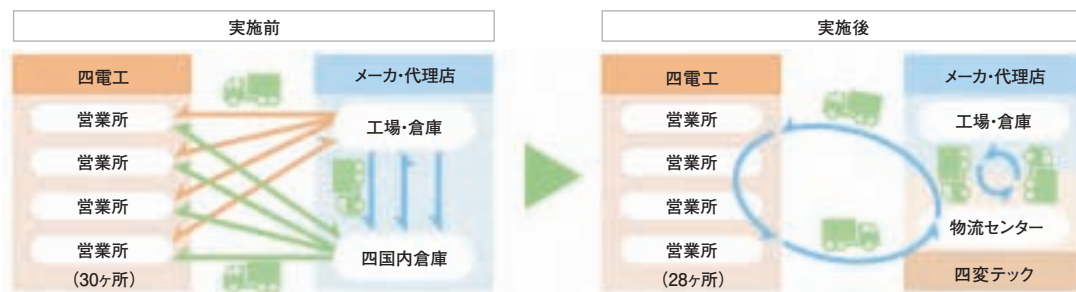 実施前
四電工
営業所
営業所
営業所
営業所
(30ヶ所)
メーカ・代理店
工場・倉庫
四国内倉庫
実施後
四電工
営業所
営業所
営業所
営業所
(28ヶ所)
メーカ・代理店
工場・倉庫
物流センター
四変テック